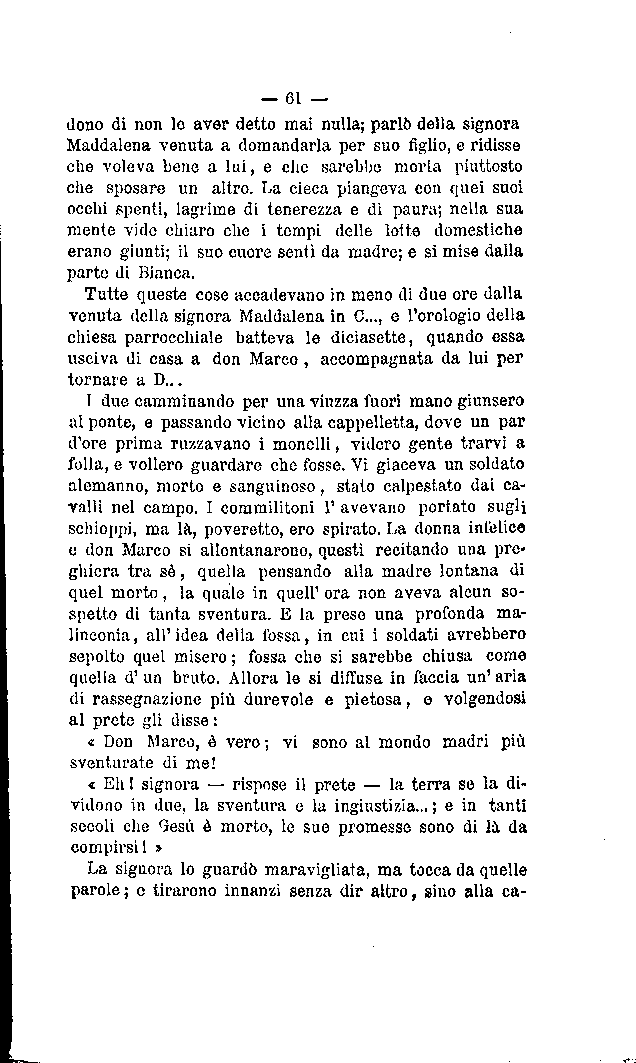 — 61 —
dono di non le aver detto mai nulla; parlò della signora
Maddalena venuta a domandarla per suo figlio, e ridisse
che voleva bene a lui, e che sarebbe morta piuttosto
che sposare un altro. La cieca piangeva con quei suoi
occhi spenti, lagrime di tenerezza e di paura; nella sua
mente vide chiaro che i tempi delle lotte domestiche
erano giunti; il suo cuore sentì da madre; e si mise dalla
parte di Bianca.
Tutte queste cose accadevano in meno di due ore dalla
venuta della signora Maddalena in C..., e l'orologio della
chiesa parrocchiale batteva le diciasette, quando essa
usciva di casa a don Marco, accompagnata da lui per
tornare a D...
I due camminando per una viuzza fuori mano giunsero
al ponte, e passando vicino alla cappelletta, dove un par
d'ore prima ruzzavano i monelli, videro gente trarvi a
folla, e vollero guardare che fosse. Vi giaceva un soldato
alemanno, morto e sanguinoso, stato calpestato dai ca-
valli nel campo. I commilitoni l'avevano portato sugli
schioppi, ma là, poveretto, ero spirato. La donna infelice
e don Marco si allontanarono, questi recitando una pre-
ghiera tra sè, quella pensando alla madre lontana di
quel morto, la quale in quell'ora non aveva alcun so-
spetto di tanta sventura. E la prese una profonda ma-
linconia, all'idea della fossa, in cui i soldati avrebbero
sepolto quel misero; fossa che si sarebbe chiusa come
quella d'un bruto. Allora le si diffuse in faccia un'aria
di rassegnazione più durevole e pietosa, e volgendosi
al prete gli disse:
« Don Marco, è vero; vi sono al mondo madri più
sventurate di me!
« Eh! signora — rispose il prete — la terra se la di-
vidono in due, la sventura e la ingiustizia...; e in tanti
secoli che Gesù è morto, le sue promesse sono di là da
compirsi! »
La signora lo guardò maravigliata, ma tocca da quelle
parole; e tirarono innanzi senza dir altro, sino alla ca-